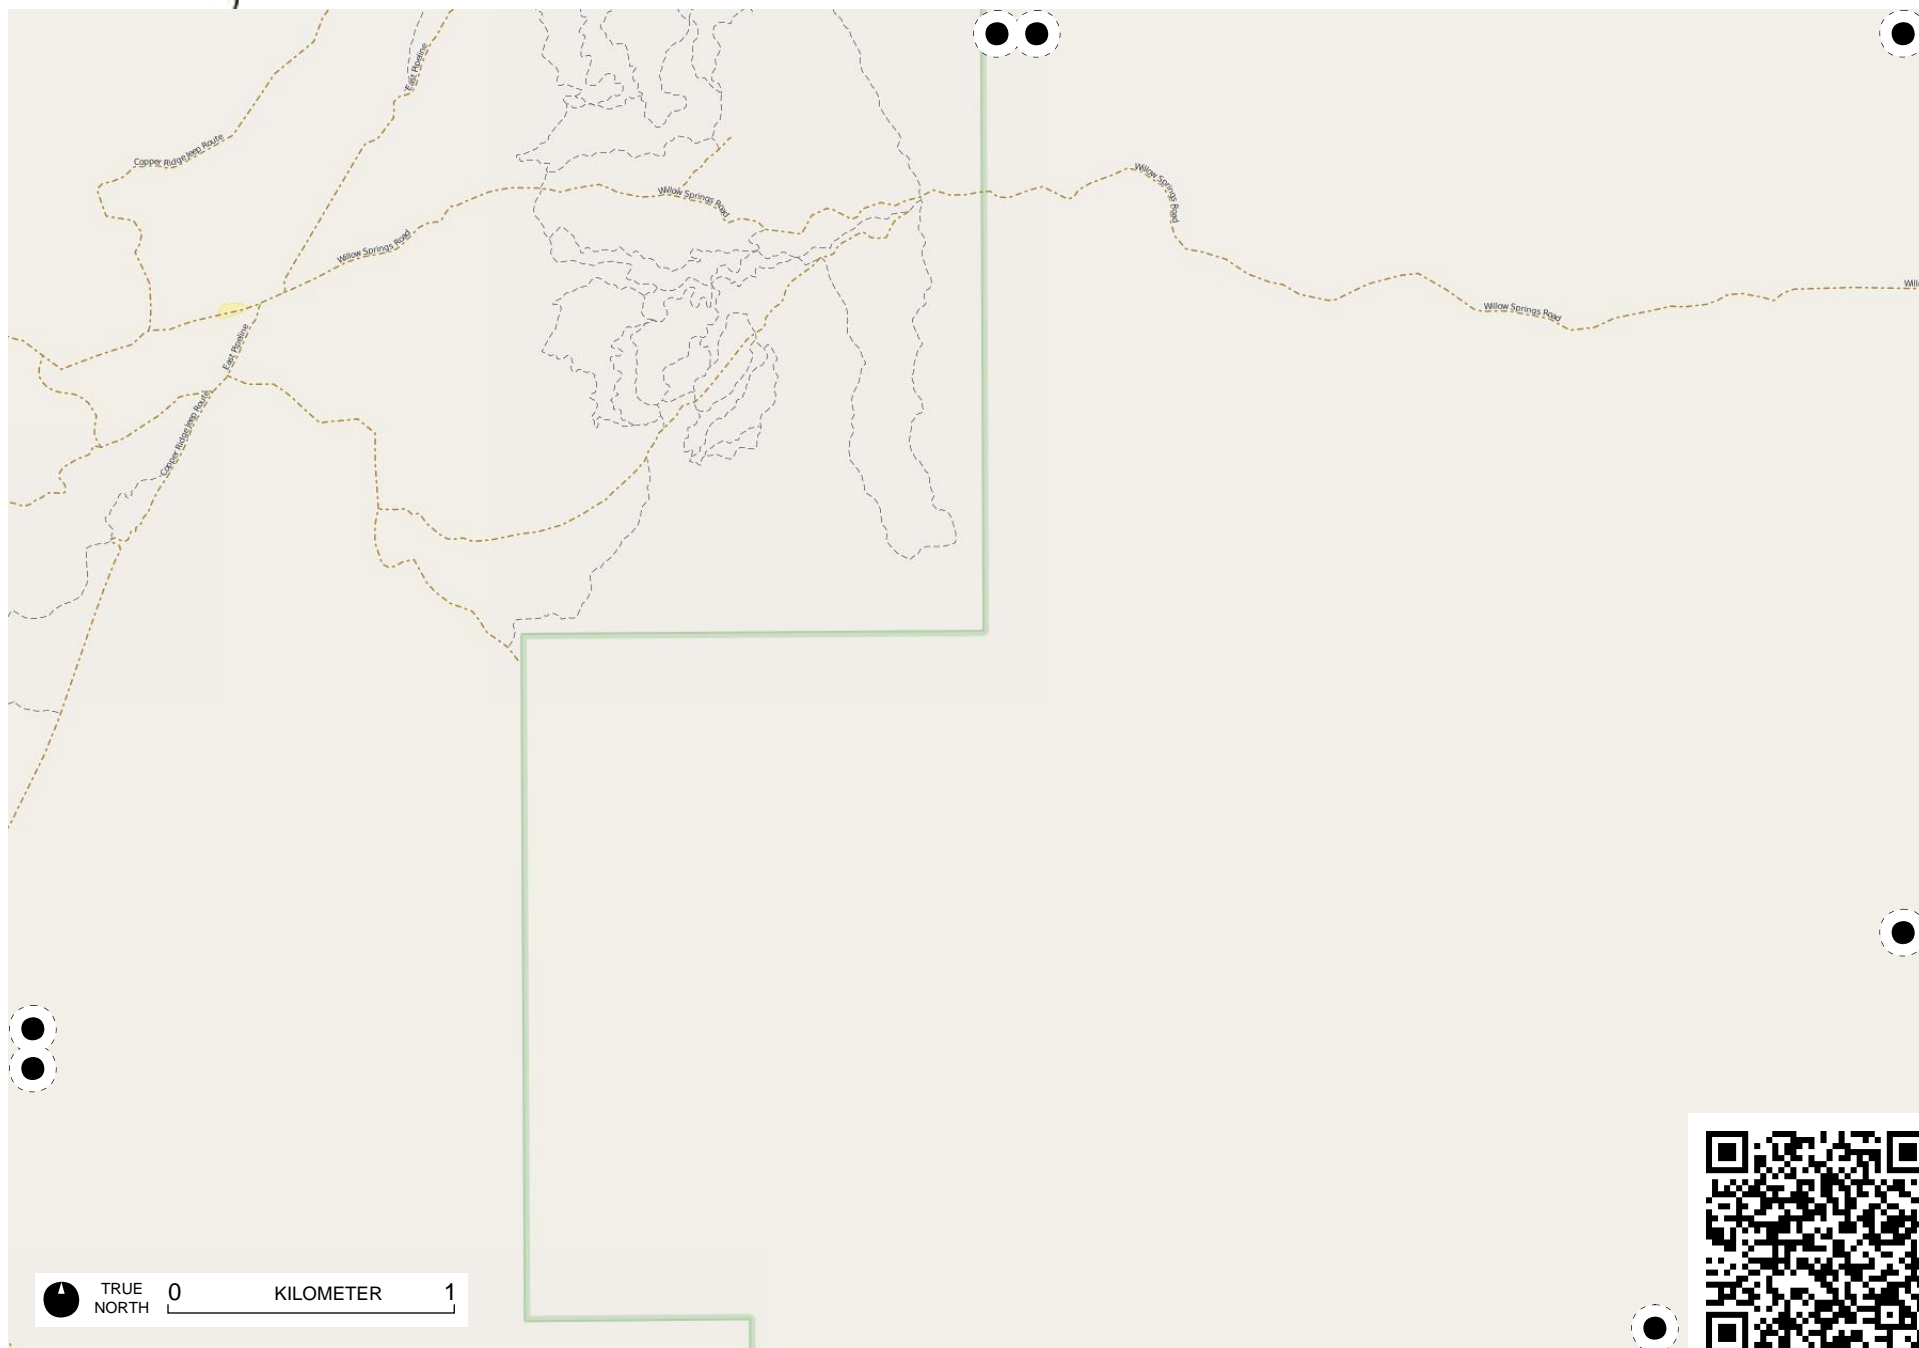 East Pipeline
Copper Ridge Jeep Route
Willow Springs Road
Willow Springs Road
Willow Springs Road
Willow Springs Road
East Pipeline
Copper Ridge Jeep Route
TRUE
NORTH
0 KILOMETER 1